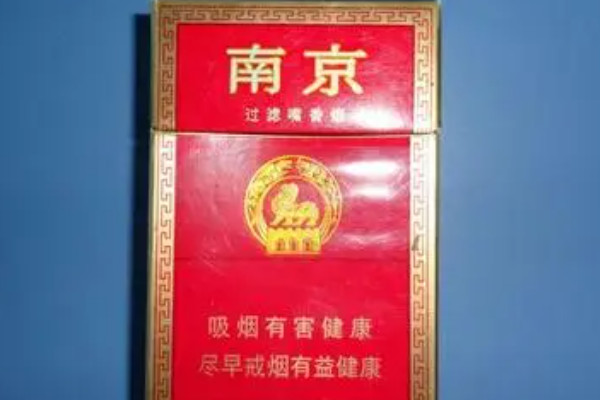 南京
过滤嘴香烟
吸烟有害健康
尽早戒烟有益健康